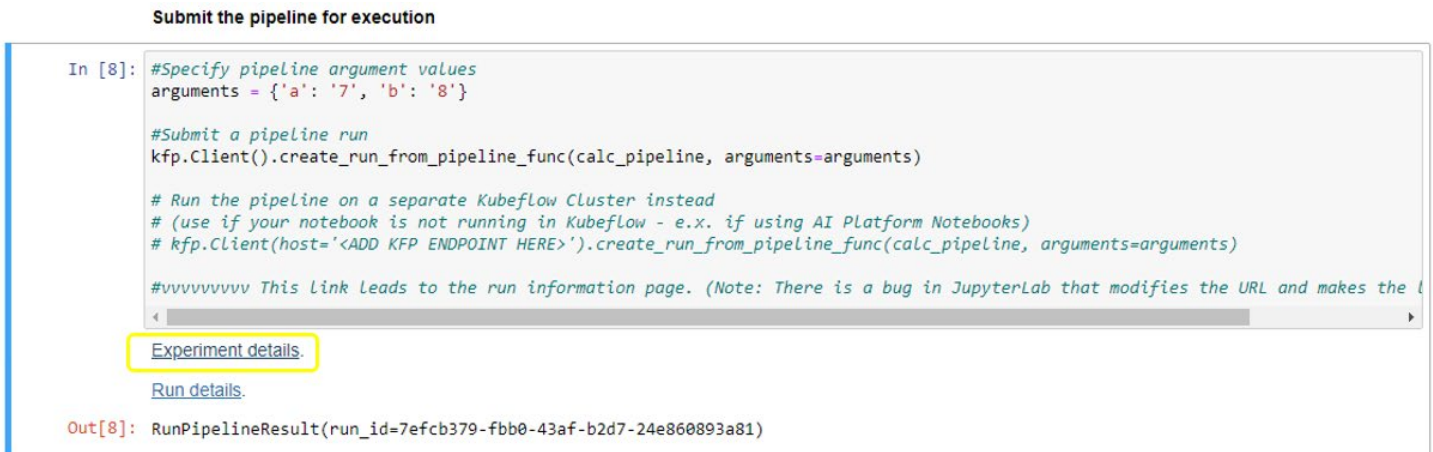 Submit the pipeline for execution
In [8]: #Specify pipeline argument values
arguments = {'a': '7', 'b': '8'}
#Submit a pipeline run
kfp.Client().create_run_from_pipeline_func(calc_pipeline, arguments=arguments)
# Run the pipeline on a separate Kubeflow Cluster instead
# (use if your notebook is not running in Kubeflow - e.x. if using AI Platform Notebooks)
# kfp.Client(host='<ADD KFP ENDPOINT HERE>').create_run_from_pipeline_func(calc_pipeline, arguments=arguments)
#vvvvvvvvv This link leads to the run information page. (Note: There is a bug in JupyterLab that modifies the URL and makes the
Experiment details.
Run details.
Out[8]: RunPipelineResult(run_id=7efcb379-fbb0-43af-b2d7-24e860893a81)